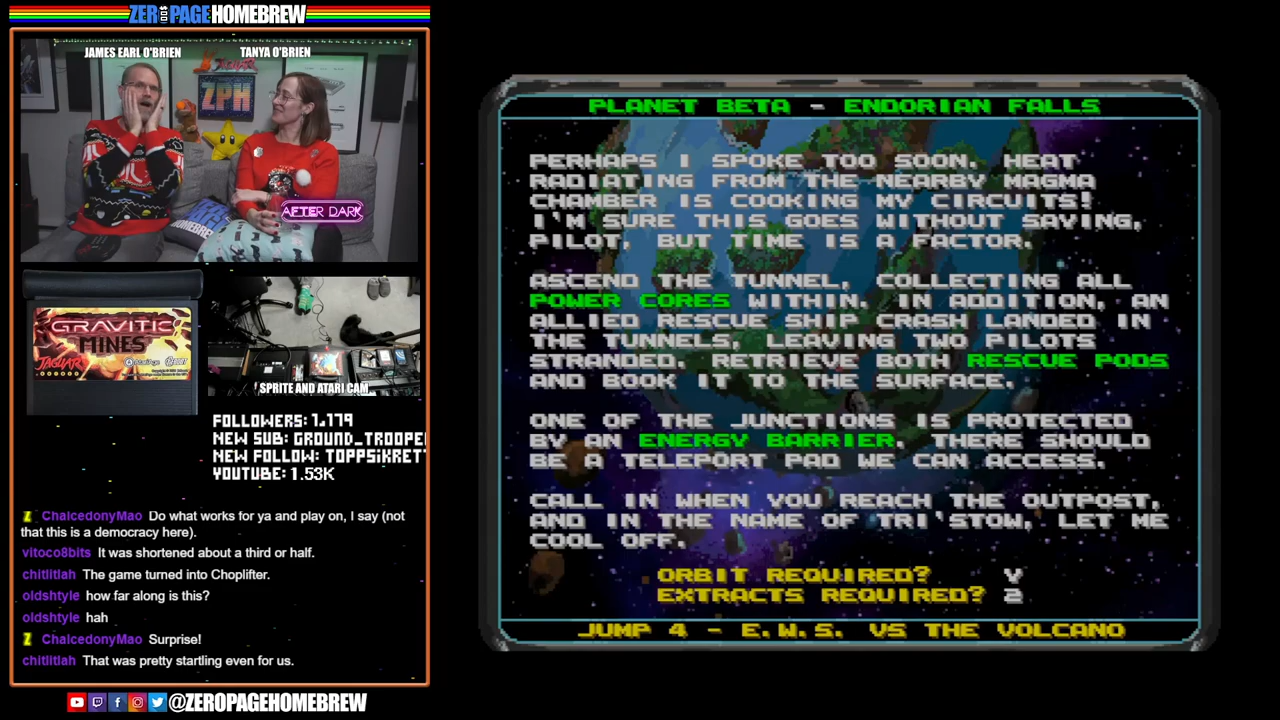 ZERO PAGE HOMEBREW
JAMES EARL O'BRIEN
TANYA O'BRIEN
ZPH
AFTER DARK
GRAVITIC
MINES
JAGUAR
SPRITE AND ATARI CAM
FOLLOWERS: 1,179
NEW SUB: GROUND_TROOPE
NEW FOLLOW: TOPPSIKRET
YOUTUBE: 1.53K
ChalcedonyMao Do what works for ya and play on, I say (not
that this is a democracy here).
vitoco8bits It was shortened about a third or half.
chitlitlah The game turned into Choplifter.
oldshtyle how far along is this?
oldshtyle hah
ChalcedonyMao Surprise!
chitlitlah That was pretty startling even for us.
@ZEROPAGEHOMEBREW
PLANET BETA - ENDORIAN FALLS
PERHAPS I SPOKE TOO SOON. HEAT
RADIATING FROM THE NEARBY MAGMA
CHAMBER IS COOKING MY CIRCUITS!
I'M SURE THIS GOES WITHOUT SAYING,
PILOT, BUT TIME IS A FACTOR.
ASCEND THE TUNNEL, COLLECTING ALL
POWER CORES WITHIN. IN ADDITION, AN
ALLIED RESCUE SHIP CRASH LANDED IN
THE TUNNELS, LEAVING TWO PILOTS
STRANDED. RETRIEVE BOTH RESCUE PODS
AND BOOK IT TO THE SURFACE.
ONE OF THE JUNCTIONS IS PROTECTED
BY AN ENERGY BARRIER. THERE SHOULD
BE A TELEPORT PAD WE CAN ACCESS.
CALL IN WHEN YOU REACH THE OUTPOST,
AND IN THE NAME OF TRI'STOW, LET ME
COOL OFF.
ORBIT REQUIRED? Y
EXTRACTS REQUIRED? 2
JUMP 4 - E.W.S. VS THE VOLCANO